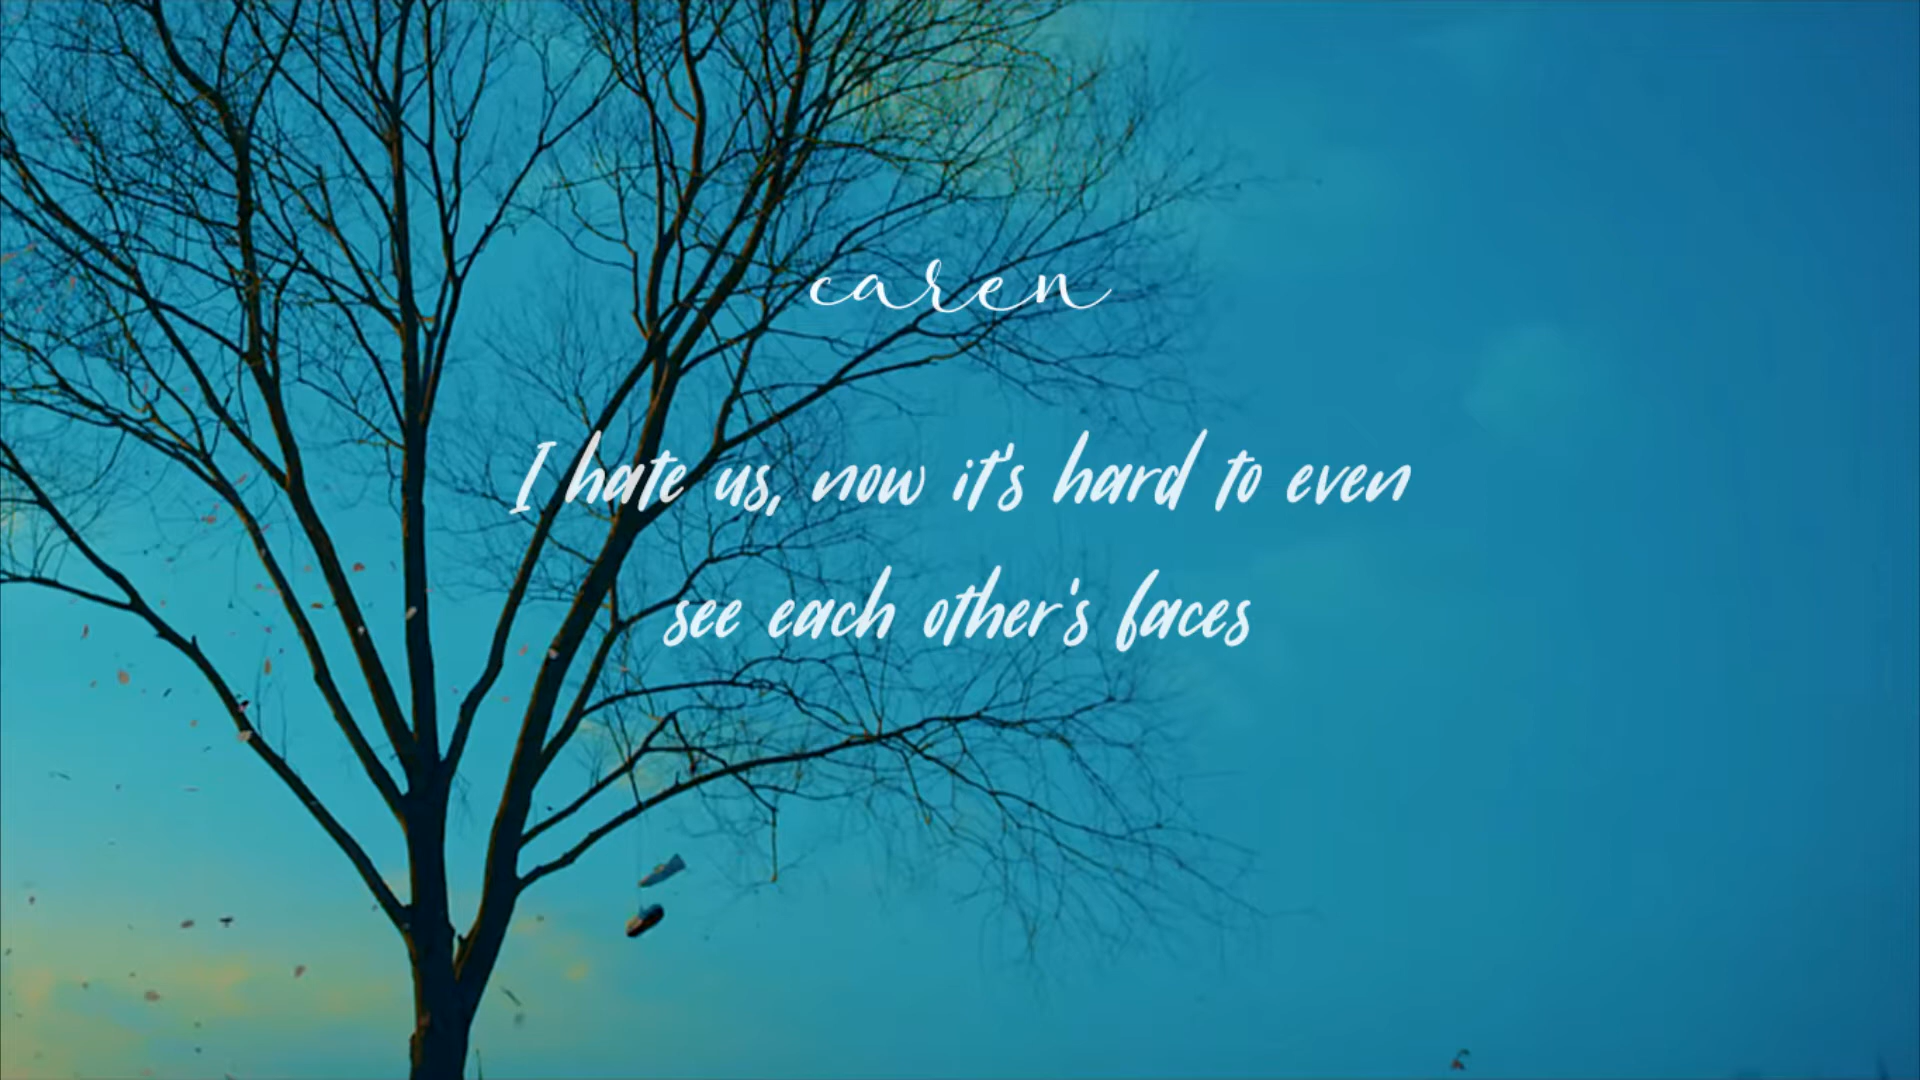 caren
I hate us, now it's hard to even
see each other's faces